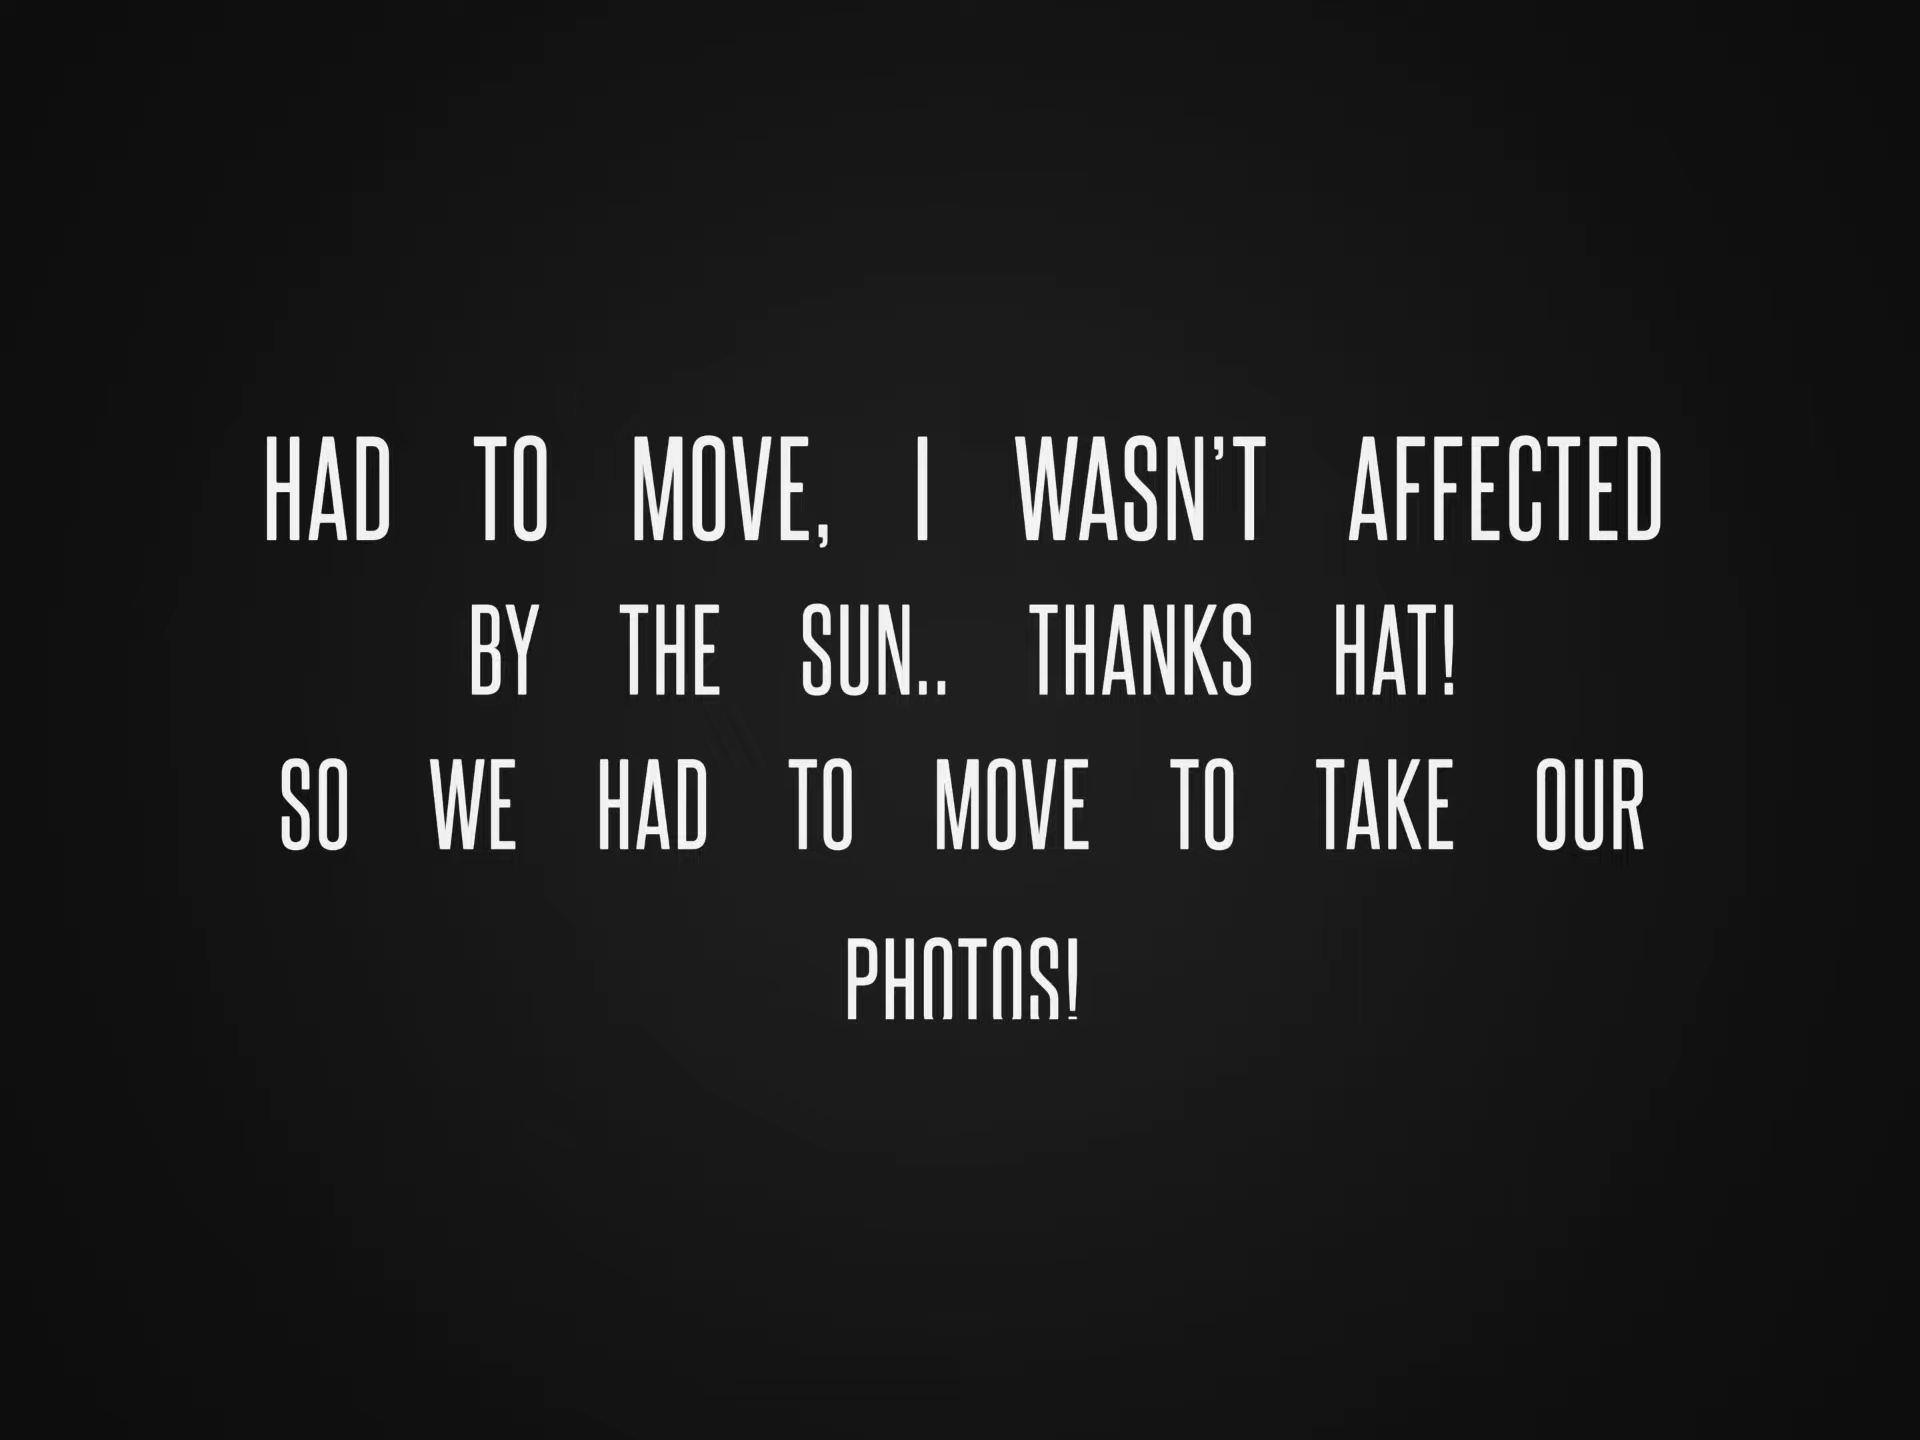 HAD TO MOVE, I WASN'T AFFECTED
BY THE SUN.. THANKS HAT!
SO WE HAD TO MOVE TO TAKE OUR
PHOTOS!